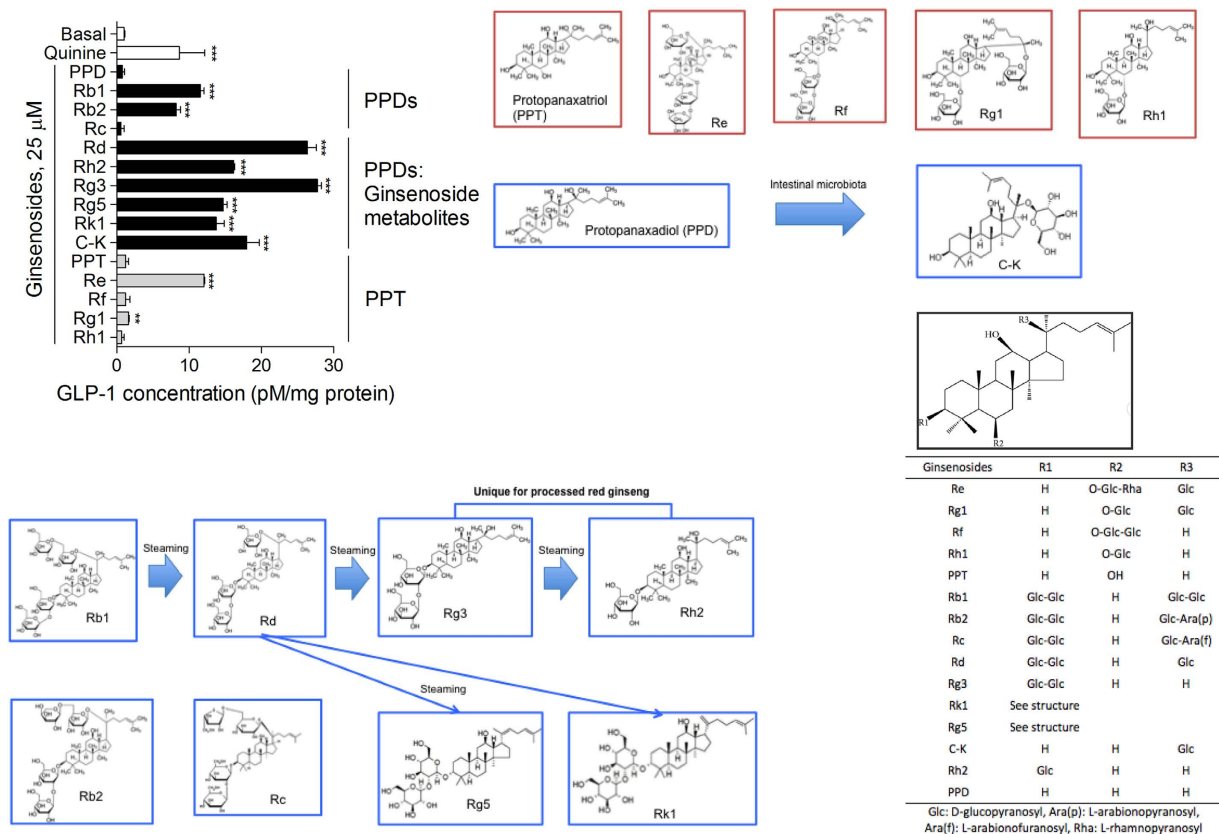 Basal
Quinine ***
PPD
Rb1 ***
Rb2 ***
Rc
Rd ***
Rh2 ***
Rg3 ***
Rg5 ***
Rk1 ***
C-K ***
PPT
Re ***
Rf
Rg1 **
Rh1
Ginsenosides, 25 μM
PPDs
PPDs:
Ginsenoside
metabolites
PPT
0 10 20 30
GLP-1 concentration (pM/mg protein)
Protopanaxatriol
(PPT)
Re
Rf
Rg1
Rh1
Protopanaxadiol (PPD)
Intestinal microbiota
C-K
R3
HO
R1
R2
Unique for processed red ginseng
Rb1
Steaming
Rd
Steaming
Rg3
Steaming
Rh2
Steaming
Rb2
Rc
Rg5
Rk1
Ginsenosides R1 R2 R3
Re H O-Glc-Rha Glc
Rg1 H O-Glc Glc
Rf H O-Glc-Glc H
Rh1 H O-Glc H
PPT H OH H
Rb1 Glc-Glc H Glc-Glc
Rb2 Glc-Glc H Glc-Ara(p)
Rc Glc-Glc H Glc-Ara(f)
Rd Glc-Glc H Glc
Rg3 Glc-Glc H H
Rk1 See structure
Rg5 See structure
C-K H H Glc
Rh2 Glc H H
PPD H H H
Glc: D-glucopyranosyl, Ara(p): L-arabionopyranosyl,
Ara(f): L-arabionofuranosyl, Rha: L-rhamnopyranosyl